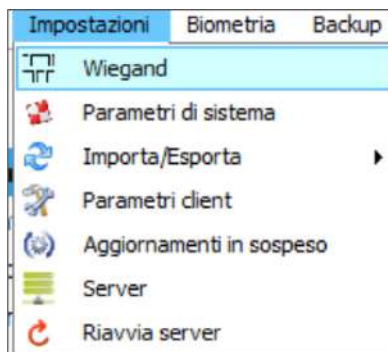 Impostazioni Biometria Backup
Wiegand
Parametri di sistema
Importa/Esporta
Parametri client
Aggiornamenti in sospeso
Server
Riavvia server